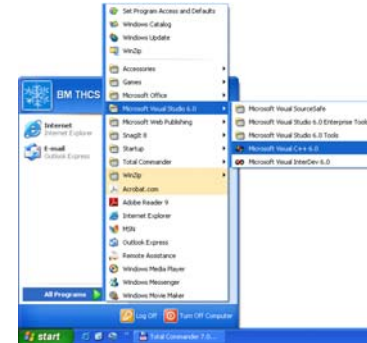 Set Program Access and Defaults
Windows Catalog
Windows Update
WinZip
Accessories
Games
Microsoft Office
Microsoft Visual Studio 6.0
Microsoft Web Publishing
SnagIt 8
Startup
Total Commander
WinZip
Acrobat.com
Adobe Reader 9
Internet Explorer
MSN
Outlook Express
Remote Assistance
Windows Media Player
Windows Messenger
Windows Movie Maker
BM THCS
Internet
Internet Explorer
E-mail
Outlook Express
All Programs
Microsoft Visual SourceSafe
Microsoft Visual Studio 6.0 Enterprise Tools
Microsoft Visual Studio 6.0 Tools
Microsoft Visual C++ 6.0
Microsoft Visual InterDev 6.0
Log Off
Turn Off Computer
start
Total Commander 7.0...